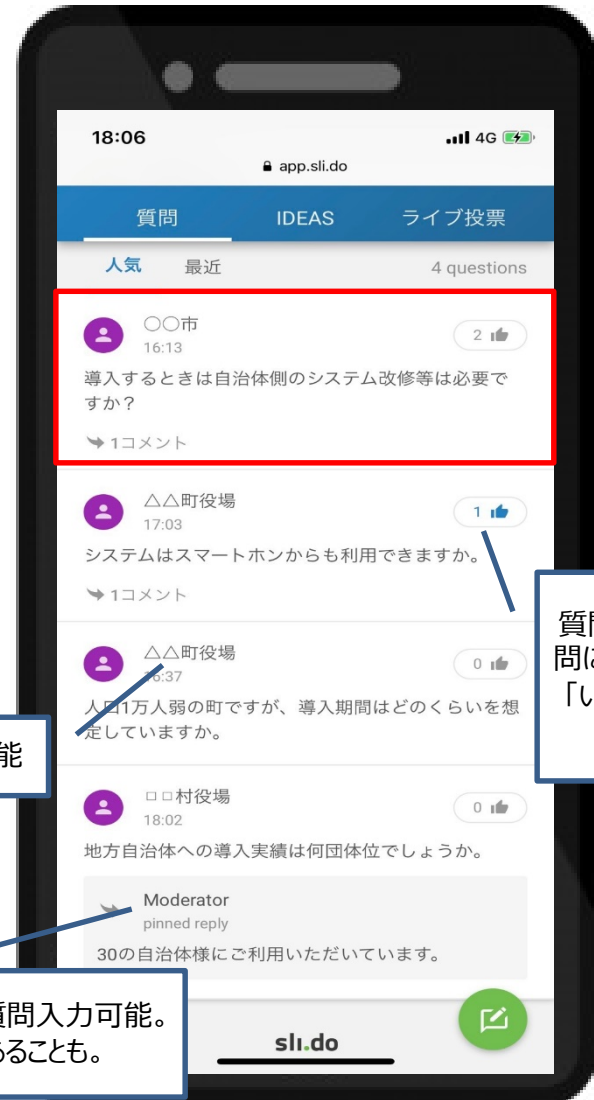 18:06
4G
app.sli.do
質問 IDEAS ライブ投票
人気 最近 4 questions
〇〇市
16:13
2
導入するときは自治体側のシステム改修等は必要で
すか？
1コメント
△△町役場
17:03
1
システムはスマートホンからも利用できますか。
1コメント
△△町役場
16:37
0
人口1万人弱の町ですが、導入期間はどのくらいを想
定していますか。
□□村役場
18:02
0
地方自治体への導入実績は何団体位でしょうか。
Moderator
pinned reply
30の自治体様にご利用いただいています。
sli.do
能
質問入力可能。
ることも。
質
問に
「い